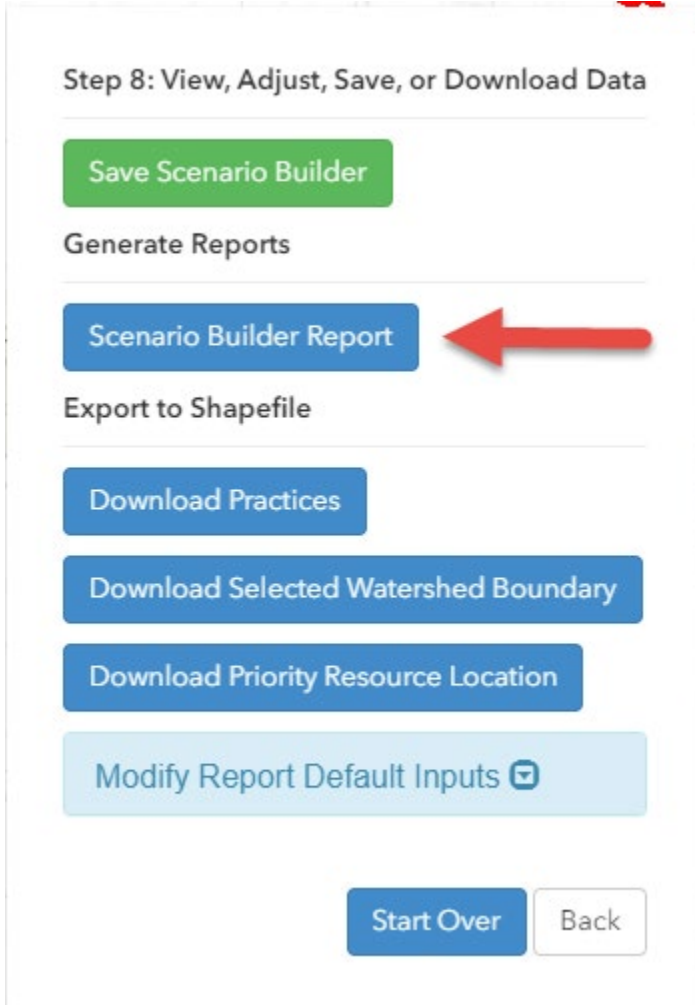 Step 8: View, Adjust, Save, or Download Data
Save Scenario Builder
Generate Reports
Scenario Builder Report
Export to Shapefile
Download Practices
Download Selected Watershed Boundary
Download Priority Resource Location
Modify Report Default Inputs
Start Over Back